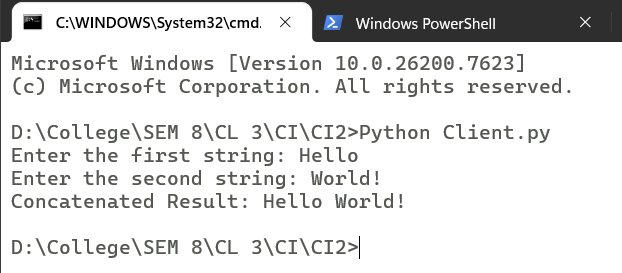 C:\WINDOWS\System32\cmd.
Windows PowerShell
Microsoft Windows [Version 10.0.26200.7623]
(c) Microsoft Corporation. All rights reserved.
D:\College\SEM 8\CL 3\CI\CI2>Python Client.py
Enter the first string: Hello
Enter the second string: World!
Concatenated Result: Hello World!
D:\College\SEM 8\CL 3\CI\CI2>